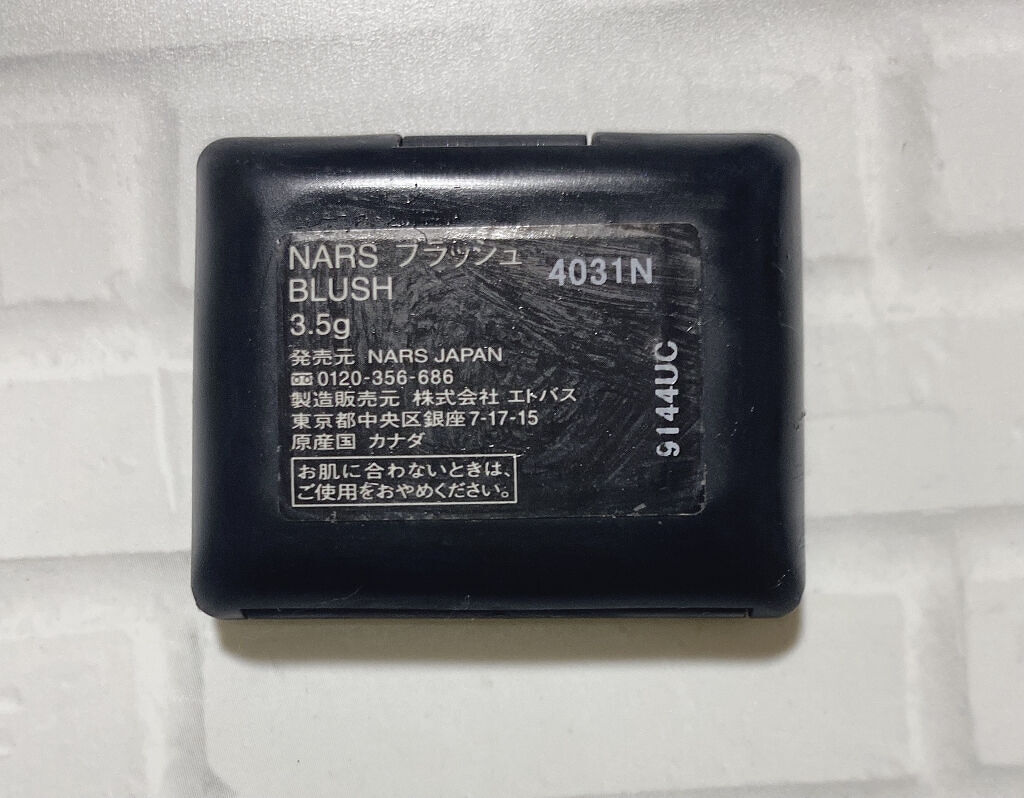 NARS ブラッシュ
4031N
BLUSH
3.5g
発売元 NARS JAPAN
0120-356-686
製造販売元 株式会社 エトバス
東京都中央区銀座7-17-15
原産国 カナダ
お肌に合わないときは、
ご使用をおやめください。
9144UC